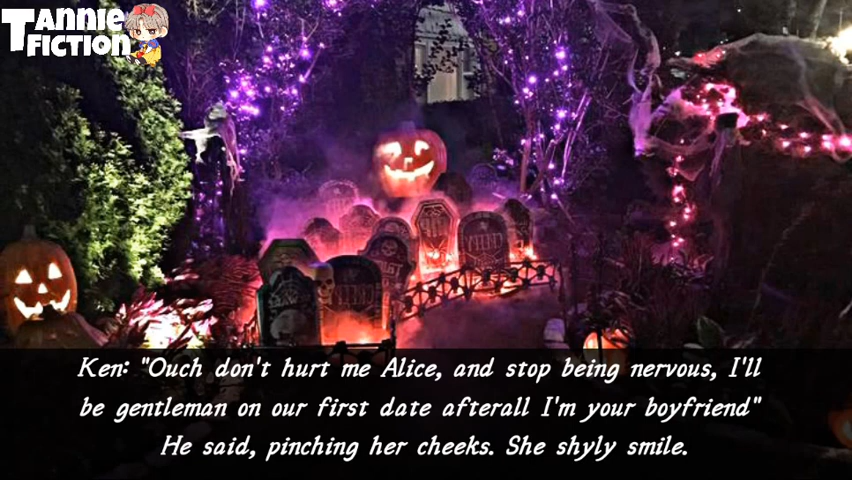 TANNIE
FICTION
Ken: "Ouch don't hurt me Alice, and stop being nervous, I'll
be gentleman on our first date afterall I'm your boyfriend"
He said, pinching her cheeks. She shyly smile.